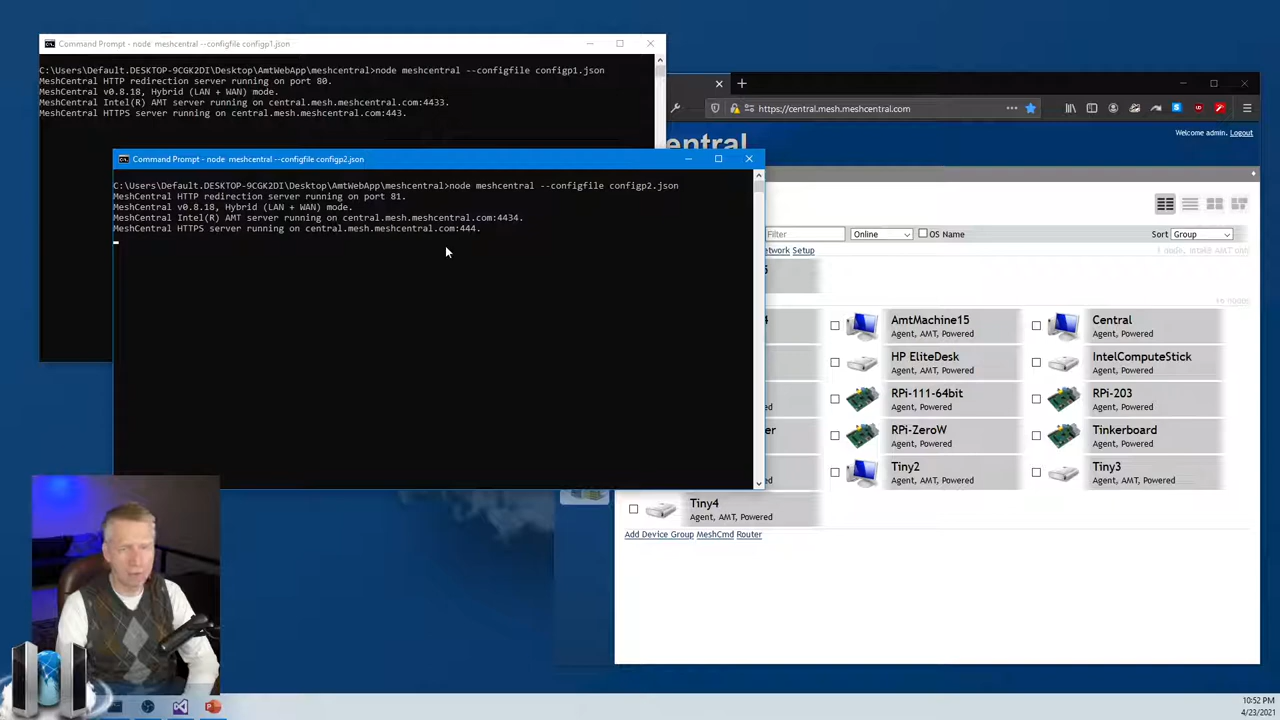 Command Prompt - node meshcentral --configfile configp1.json
C:\Users\Default.DESKTOP-9CGK2DI\Desktop\AmtWebApp\meshcentral>node meshcentral --configfile configp1.json
MeshCentral HTTP redirection server running on port 80.
MeshCentral v0.8.18, Hybrid (LAN + WAN) mode.
MeshCentral Intel(R) AMT server running on central.mesh.meshcentral.com:4433.
MeshCentral HTTPS server running on central.mesh.meshcentral.com:443.
https://central.mesh.meshcentral.com
Welcome admin. Logout
Command Prompt - node meshcentral --configfile configp2.json
C:\Users\Default.DESKTOP-9CGK2DI\Desktop\AmtWebApp\meshcentral>node meshcentral --configfile configp2.json
MeshCentral HTTP redirection server running on port 81.
MeshCentral v0.8.18, Hybrid (LAN + WAN) mode.
MeshCentral Intel(R) AMT server running on central.mesh.meshcentral.com:4434.
MeshCentral HTTPS server running on central.mesh.meshcentral.com:444.
Filter Online OS Name Sort Group
Setup
AmtMachine15
Agent, AMT, Powered
Central
Agent, Powered
HP EliteDesk
Agent, AMT, Powered
IntelComputeStick
Agent, Powered
RPi-111-64bit
Agent, Powered
RPi-203
Agent, Powered
RPi-ZeroW
Agent, Powered
Tinkerboard
Agent, Powered
Tiny2
Agent, AMT, Powered
Tiny3
Agent, AMT, Powered
Tiny4
Agent, AMT, Powered
Add Device Group MeshCmd Router
10:52 PM
4/23/2021